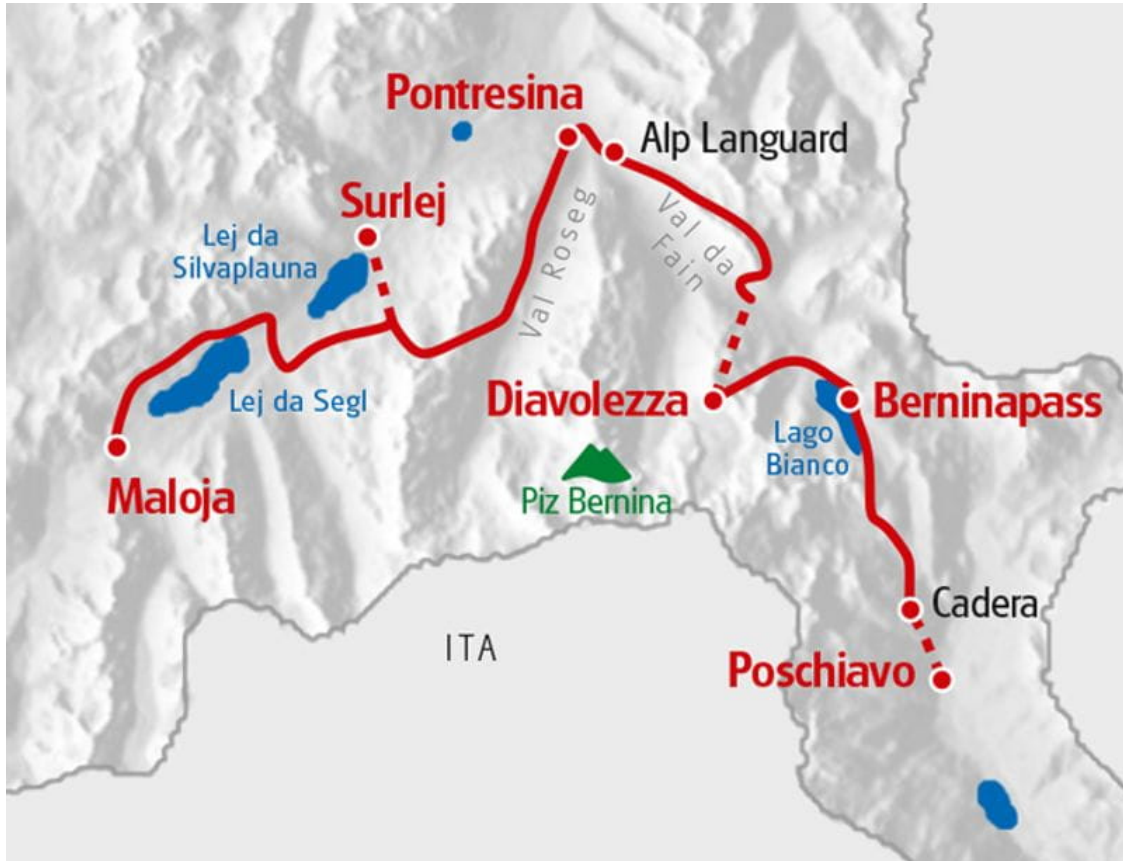 Pontresina
Alp Languard
Surlej
Lej da
Silvaplauna
Val Roseg
Val da
Fain
Lej da Segl
Diavolezza
Berninapass
Lago
Bianco
Maloja
Piz Bernina
Cadera
ITA
Poschiavo